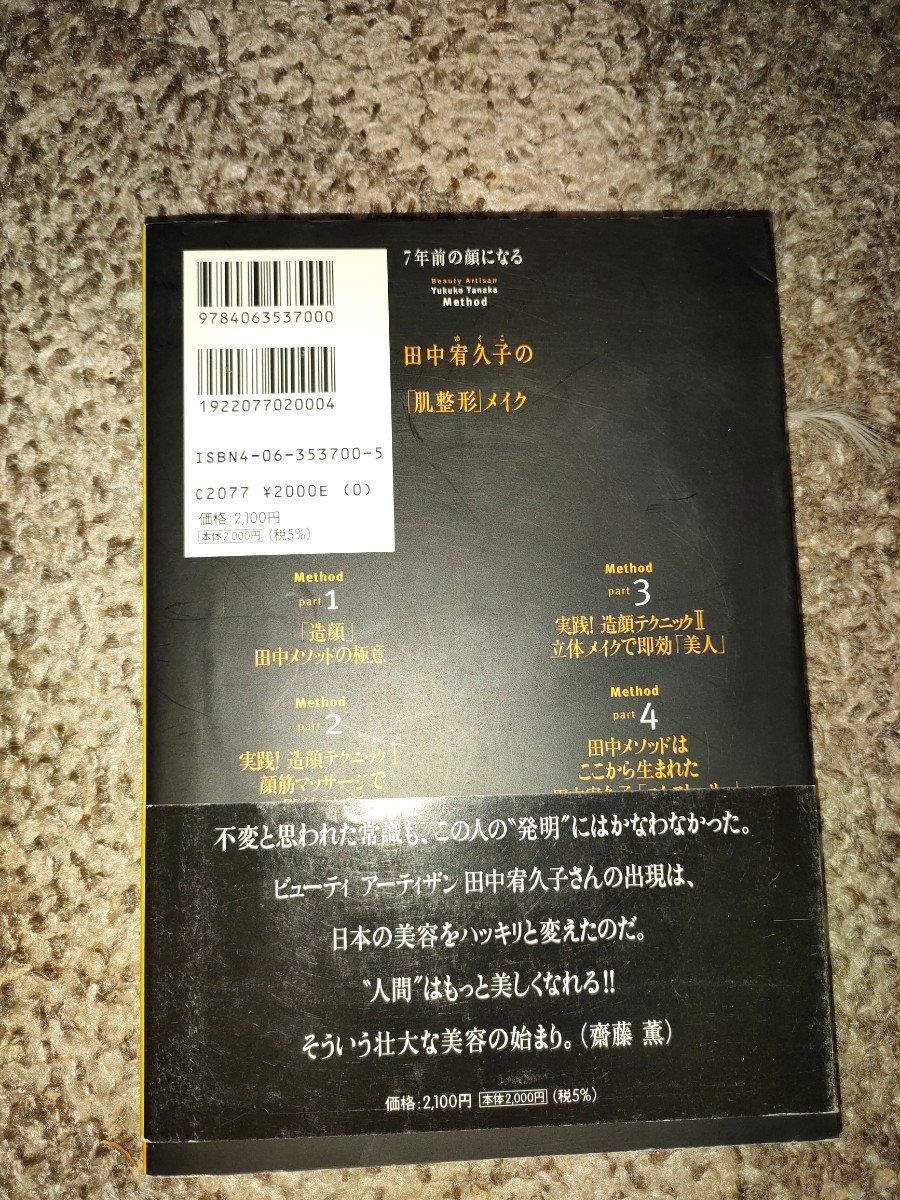 9784063537000
1922077020004
ISBN4-06-353700-5
C2077 ¥2000E (0)
価格:2,100円
本体2,000円 (税5%)
7年前の顔になる
Beauty Artisan
Yukuko Tanaka
Method
ゆくこ
田中宥久子の
「肌整形」メイク
Method
part 1
「造顔」
田中メソッドの極意
Method
part 2
実践! 造顔テクニックⅠ
顔筋マッサージで
Method
part 3
実践! 造顔テクニックⅡ
立体メイクで即効「美人」
Method
part 4
田中メソッドは
ここから生まれた
不変と思われた常識も、この人の〝発明〟にはかなわなかった。
ビューティ アーティザン 田中宥久子さんの出現は、
日本の美容をハッキリと変えたのだ。
〝人間〟はもっと美しくなれる!!
そういう壮大な美容の始まり。(齋藤 薫)
価格:2,100円 本体2,000円 (税5%)